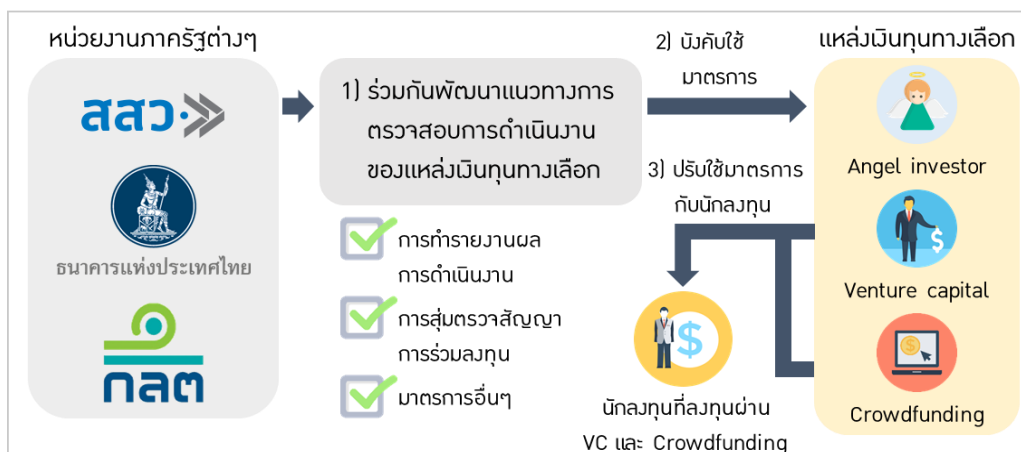 หน่วยงานภาครัฐต่างๆ
สสว.
ธนาคารแห่งประเทศไทย
กลต
1) ร่วมกันพัฒนาแนวทางการ
ตรวจสอบการดำเนินงาน
ของแหล่งเงินทุนทางเลือก
การทำรายงานผล
การดำเนินงาน
การสุ่มตรวจสัญญา
การร่วมลงทุน
มาตรการอื่นๆ
2) บังคับใช้
มาตรการ
3) ปรับใช้มาตรการ
กับนักลงทุน
นักลงทุนที่ลงทุนผ่าน
VC และ Crowdfunding
แหล่งเงินทุนทางเลือก
Angel investor
Venture capital
Crowdfunding